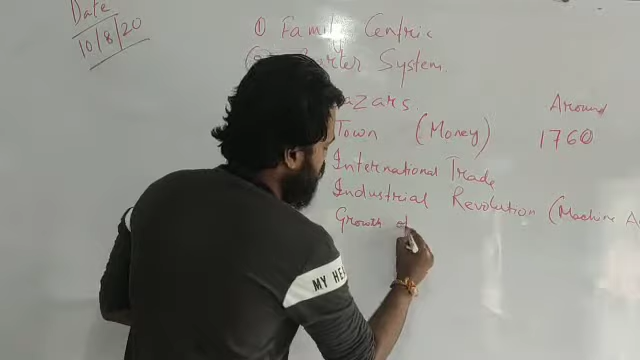 Date
10/8/20
① Family Centric
Barter System
Bazars
Town (Money)
Around
1760
International Trade
Industrial Revolution (Machine A
Growth of
MY HE